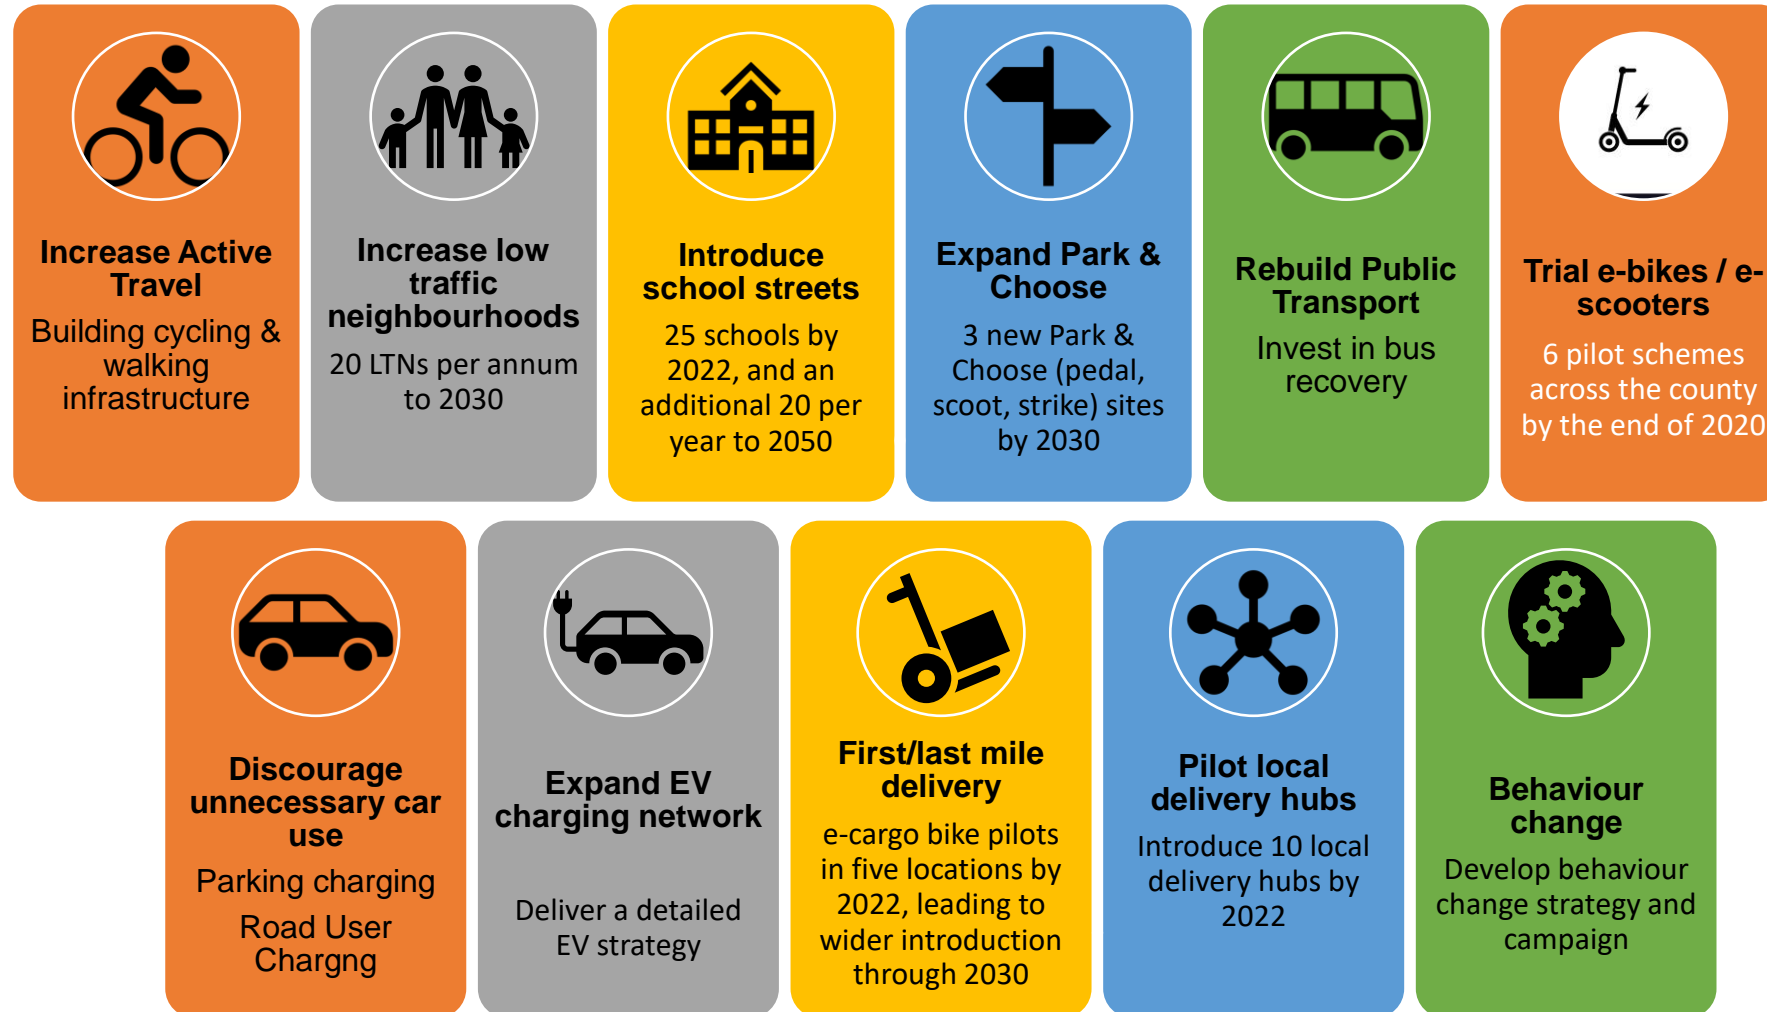 Increase Active
Travel
Building cycling &
walking
infrastructure
Increase low
traffic
neighbourhoods
20 LTNs per annum
to 2030
Introduce
school streets
25 schools by
2022, and an
additional 20 per
year to 2050
Expand Park &
Choose
3 new Park &
Choose (pedal,
scoot, strike) sites
by 2030
Rebuild Public
Transport
Invest in bus
recovery
Trial e-bikes / e-
scooters
6 pilot schemes
across the county
by the end of 2020
Discourage
unnecessary car
use
Parking charging
Road User
Chargng
Expand EV
charging network
Deliver a detailed
EV strategy
First/last mile
delivery
e-cargo bike pilots
in five locations by
2022, leading to
wider introduction
through 2030
Pilot local
delivery hubs
Introduce 10 local
delivery hubs by
2022
Behaviour
change
Develop behaviour
change strategy and
campaign